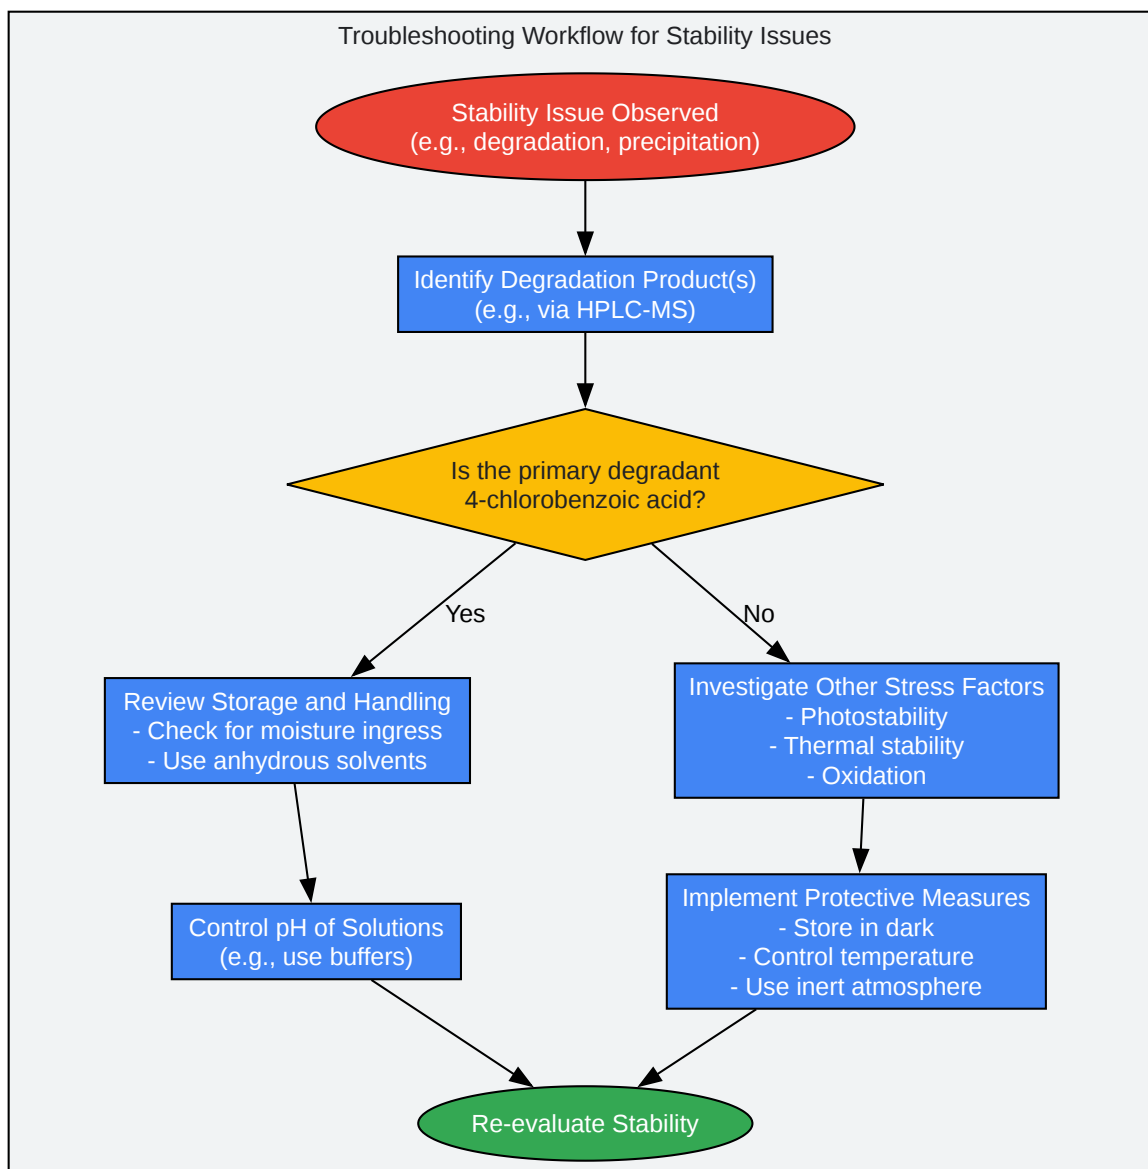 Troubleshooting Workflow for Stability Issues
Stability Issue Observed
(e.g., degradation, precipitation)
Identify Degradation Product(s)
(e.g., via HPLC-MS)
Is the primary degradant
4-chlorobenzoic acid?
Yes
No
Review Storage and Handling
- Check for moisture ingress
- Use anhydrous solvents
Investigate Other Stress Factors
- Photostability
- Thermal stability
- Oxidation
Control pH of Solutions
(e.g., use buffers)
Implement Protective Measures
- Store in dark
- Control temperature
- Use inert atmosphere
Re-evaluate Stability